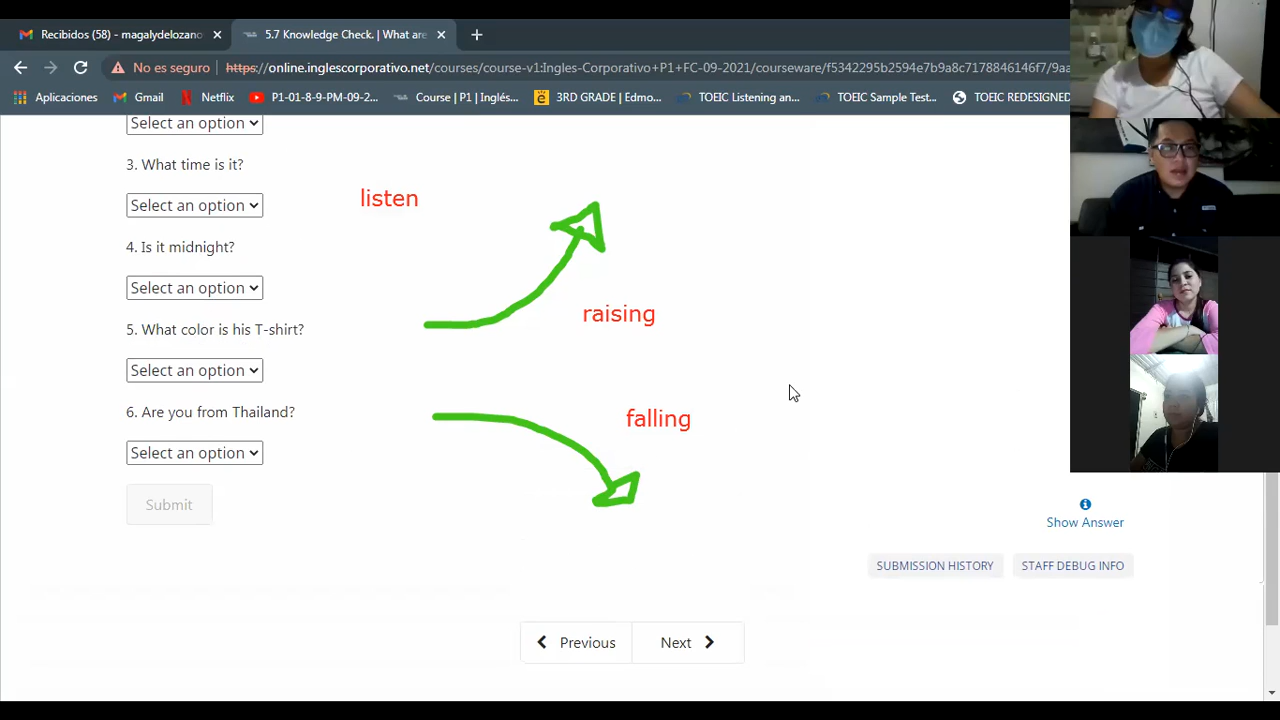 Recibidos (58) - magalydelozano
5.7 Knowledge Check. | What are
No es seguro
https://online.inglescorporativo.net/courses/course-v1:Ingles-Corporativo+P1+FC-09-2021/courseware/f5342295b2594e7b9a8c7178846146f7/9aa
Aplicaciones
Gmail
Netflix
P1-01-8-9-PM-09-2...
Course | P1 | Inglés...
3RD GRADE | Edmo...
TOEIC Listening an...
TOEIC Sample Test...
TOEIC REDESIGNED
Select an option
3. What time is it?
Select an option
listen
4. Is it midnight?
Select an option
raising
5. What color is his T-shirt?
Select an option
6. Are you from Thailand?
falling
Select an option
Submit
Show Answer
SUBMISSION HISTORY
STAFF DEBUG INFO
Previous
Next